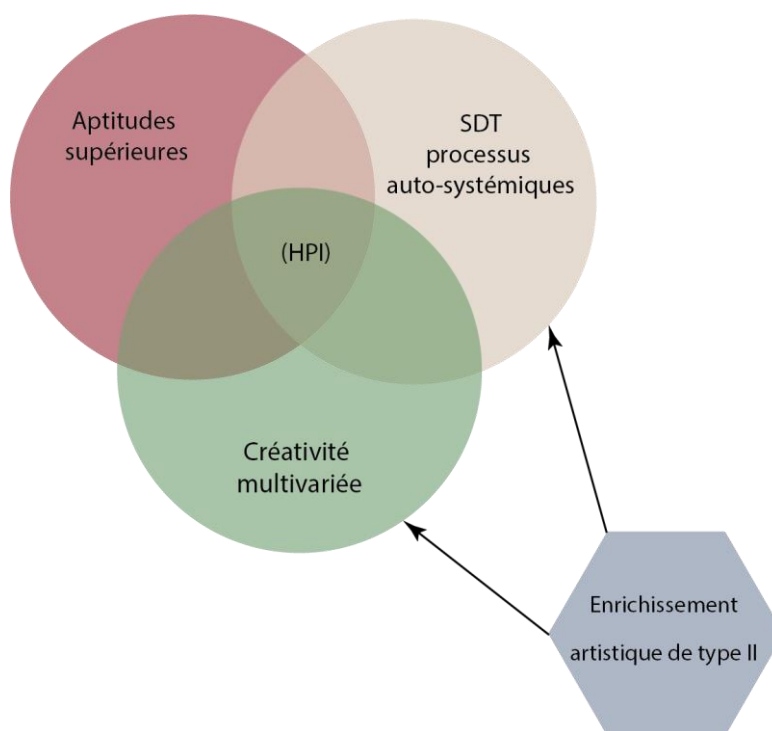 Aptitudes
supérieures
SDT
processus
auto-systémiques
(HPI)
Créativité
multivariée
Enrichissement
artistique de type II